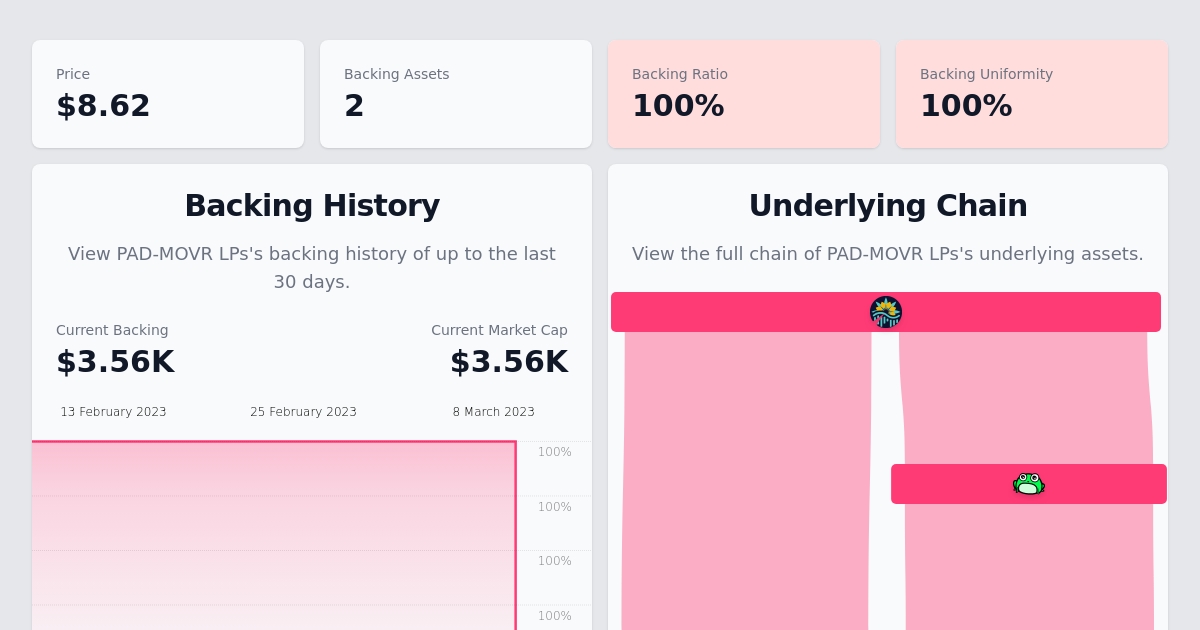 Price
$8.62
Backing Assets
2
Backing Ratio
100%
Backing Uniformity
100%
Backing History
View PAD-MOVR LPs's backing history of up to the last
30 days.
Current Backing
$3.56K
Current Market Cap
$3.56K
13 February 2023
25 February 2023
8 March 2023
100%
100%
100%
100%
Underlying Chain
View the full chain of PAD-MOVR LPs's underlying assets.